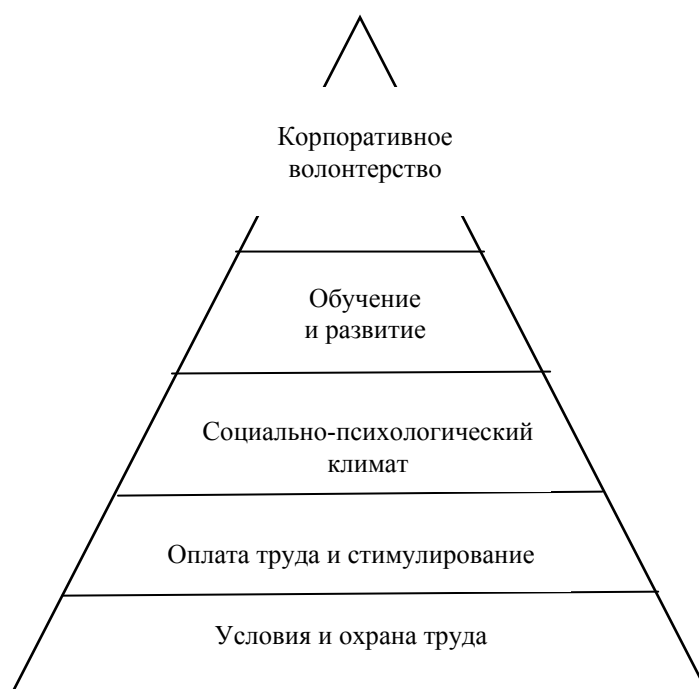 Корпоративное
волонтерство
Обучение
и развитие
Социально-психологический
климат
Оплата труда и стимулирование
Условия и охрана труда